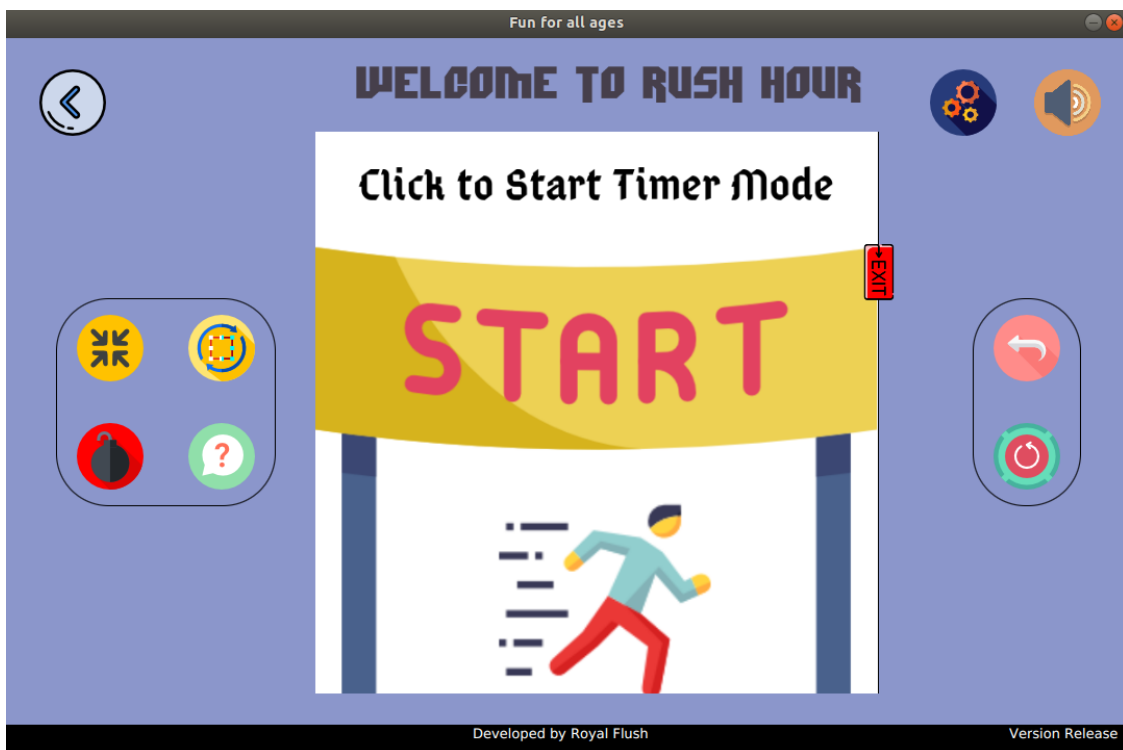 Fun for all ages
WELCOME TO RUSH HOUR
Click to Start Timer Mode
EXIT
START
?
Developed by Royal Flush
Version Release